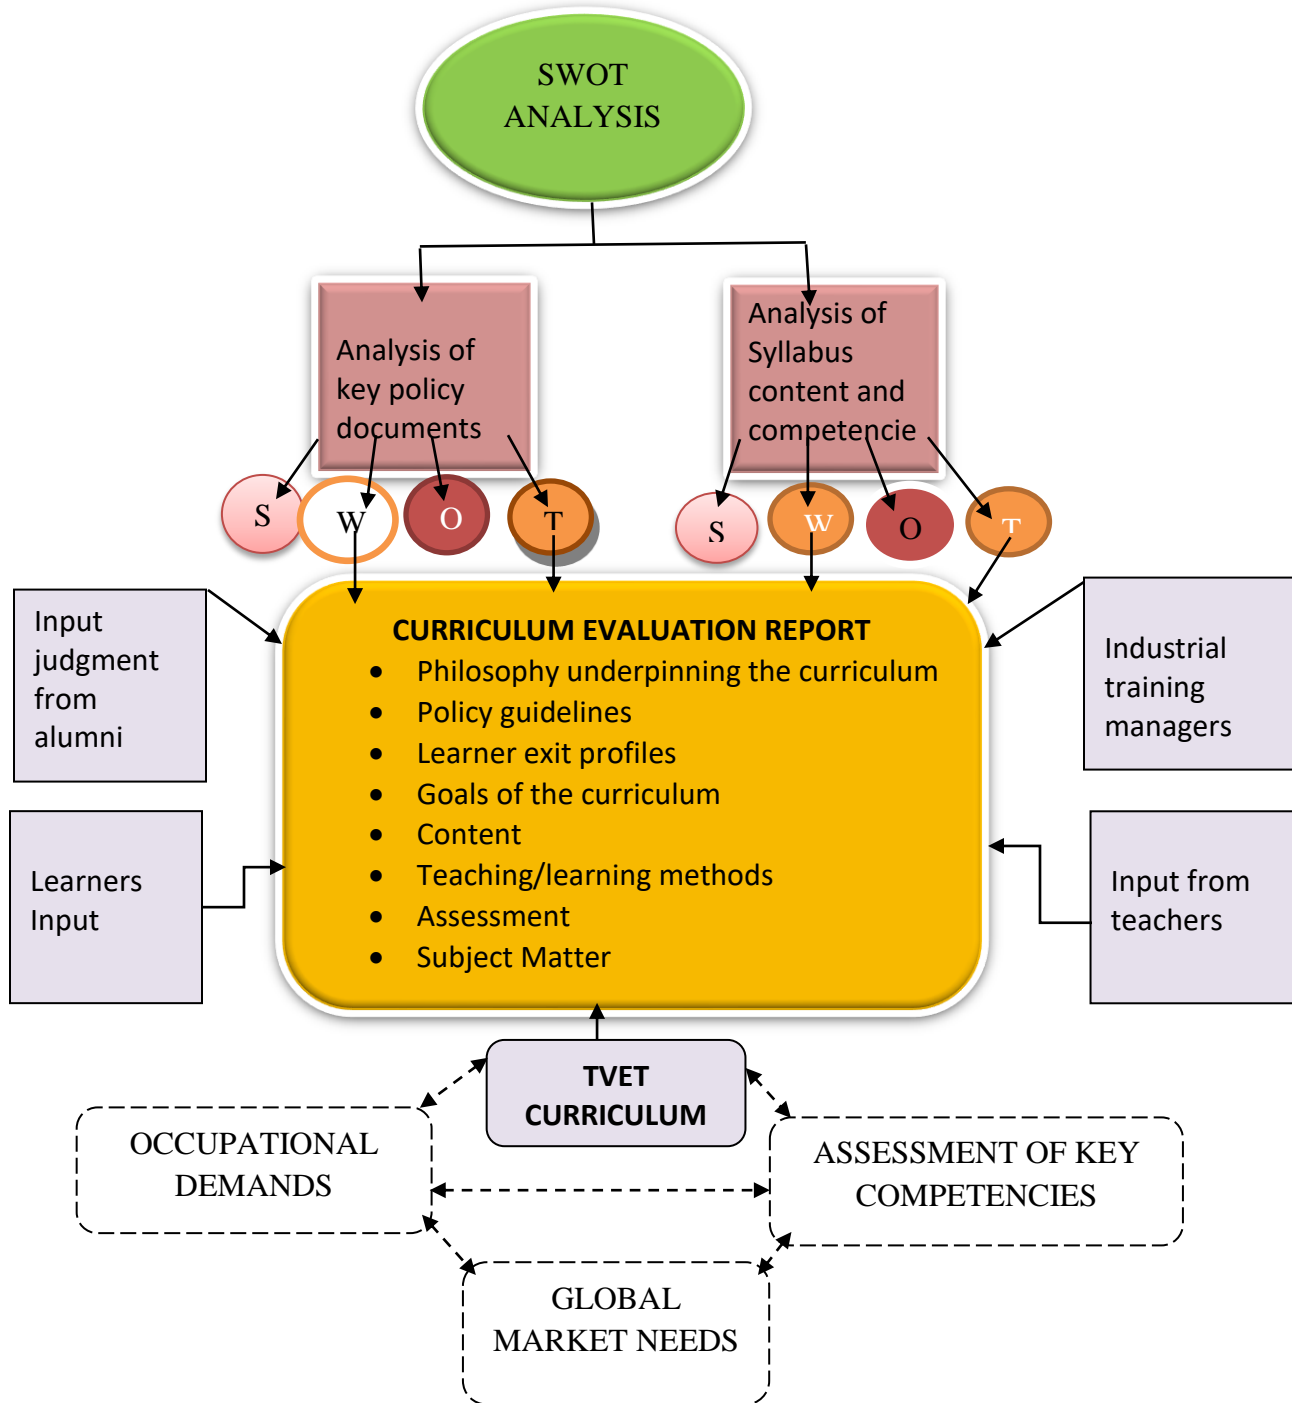 SWOT
ANALYSIS
Analysis of
key policy
documents
Analysis of
Syllabus
content and
competencie
S
W
O
T
S
W
O
T
Input
judgment
from
alumni
CURRICULUM EVALUATION REPORT
• Philosophy underpinning the curriculum
• Policy guidelines
• Learner exit profiles
• Goals of the curriculum
• Content
• Teaching/learning methods
• Assessment
• Subject Matter
Industrial
training
managers
Learners
Input
Input from
teachers
TVET
CURRICULUM
OCCUPATIONAL
DEMANDS
ASSESSMENT OF KEY
COMPETENCIES
GLOBAL
MARKET NEEDS